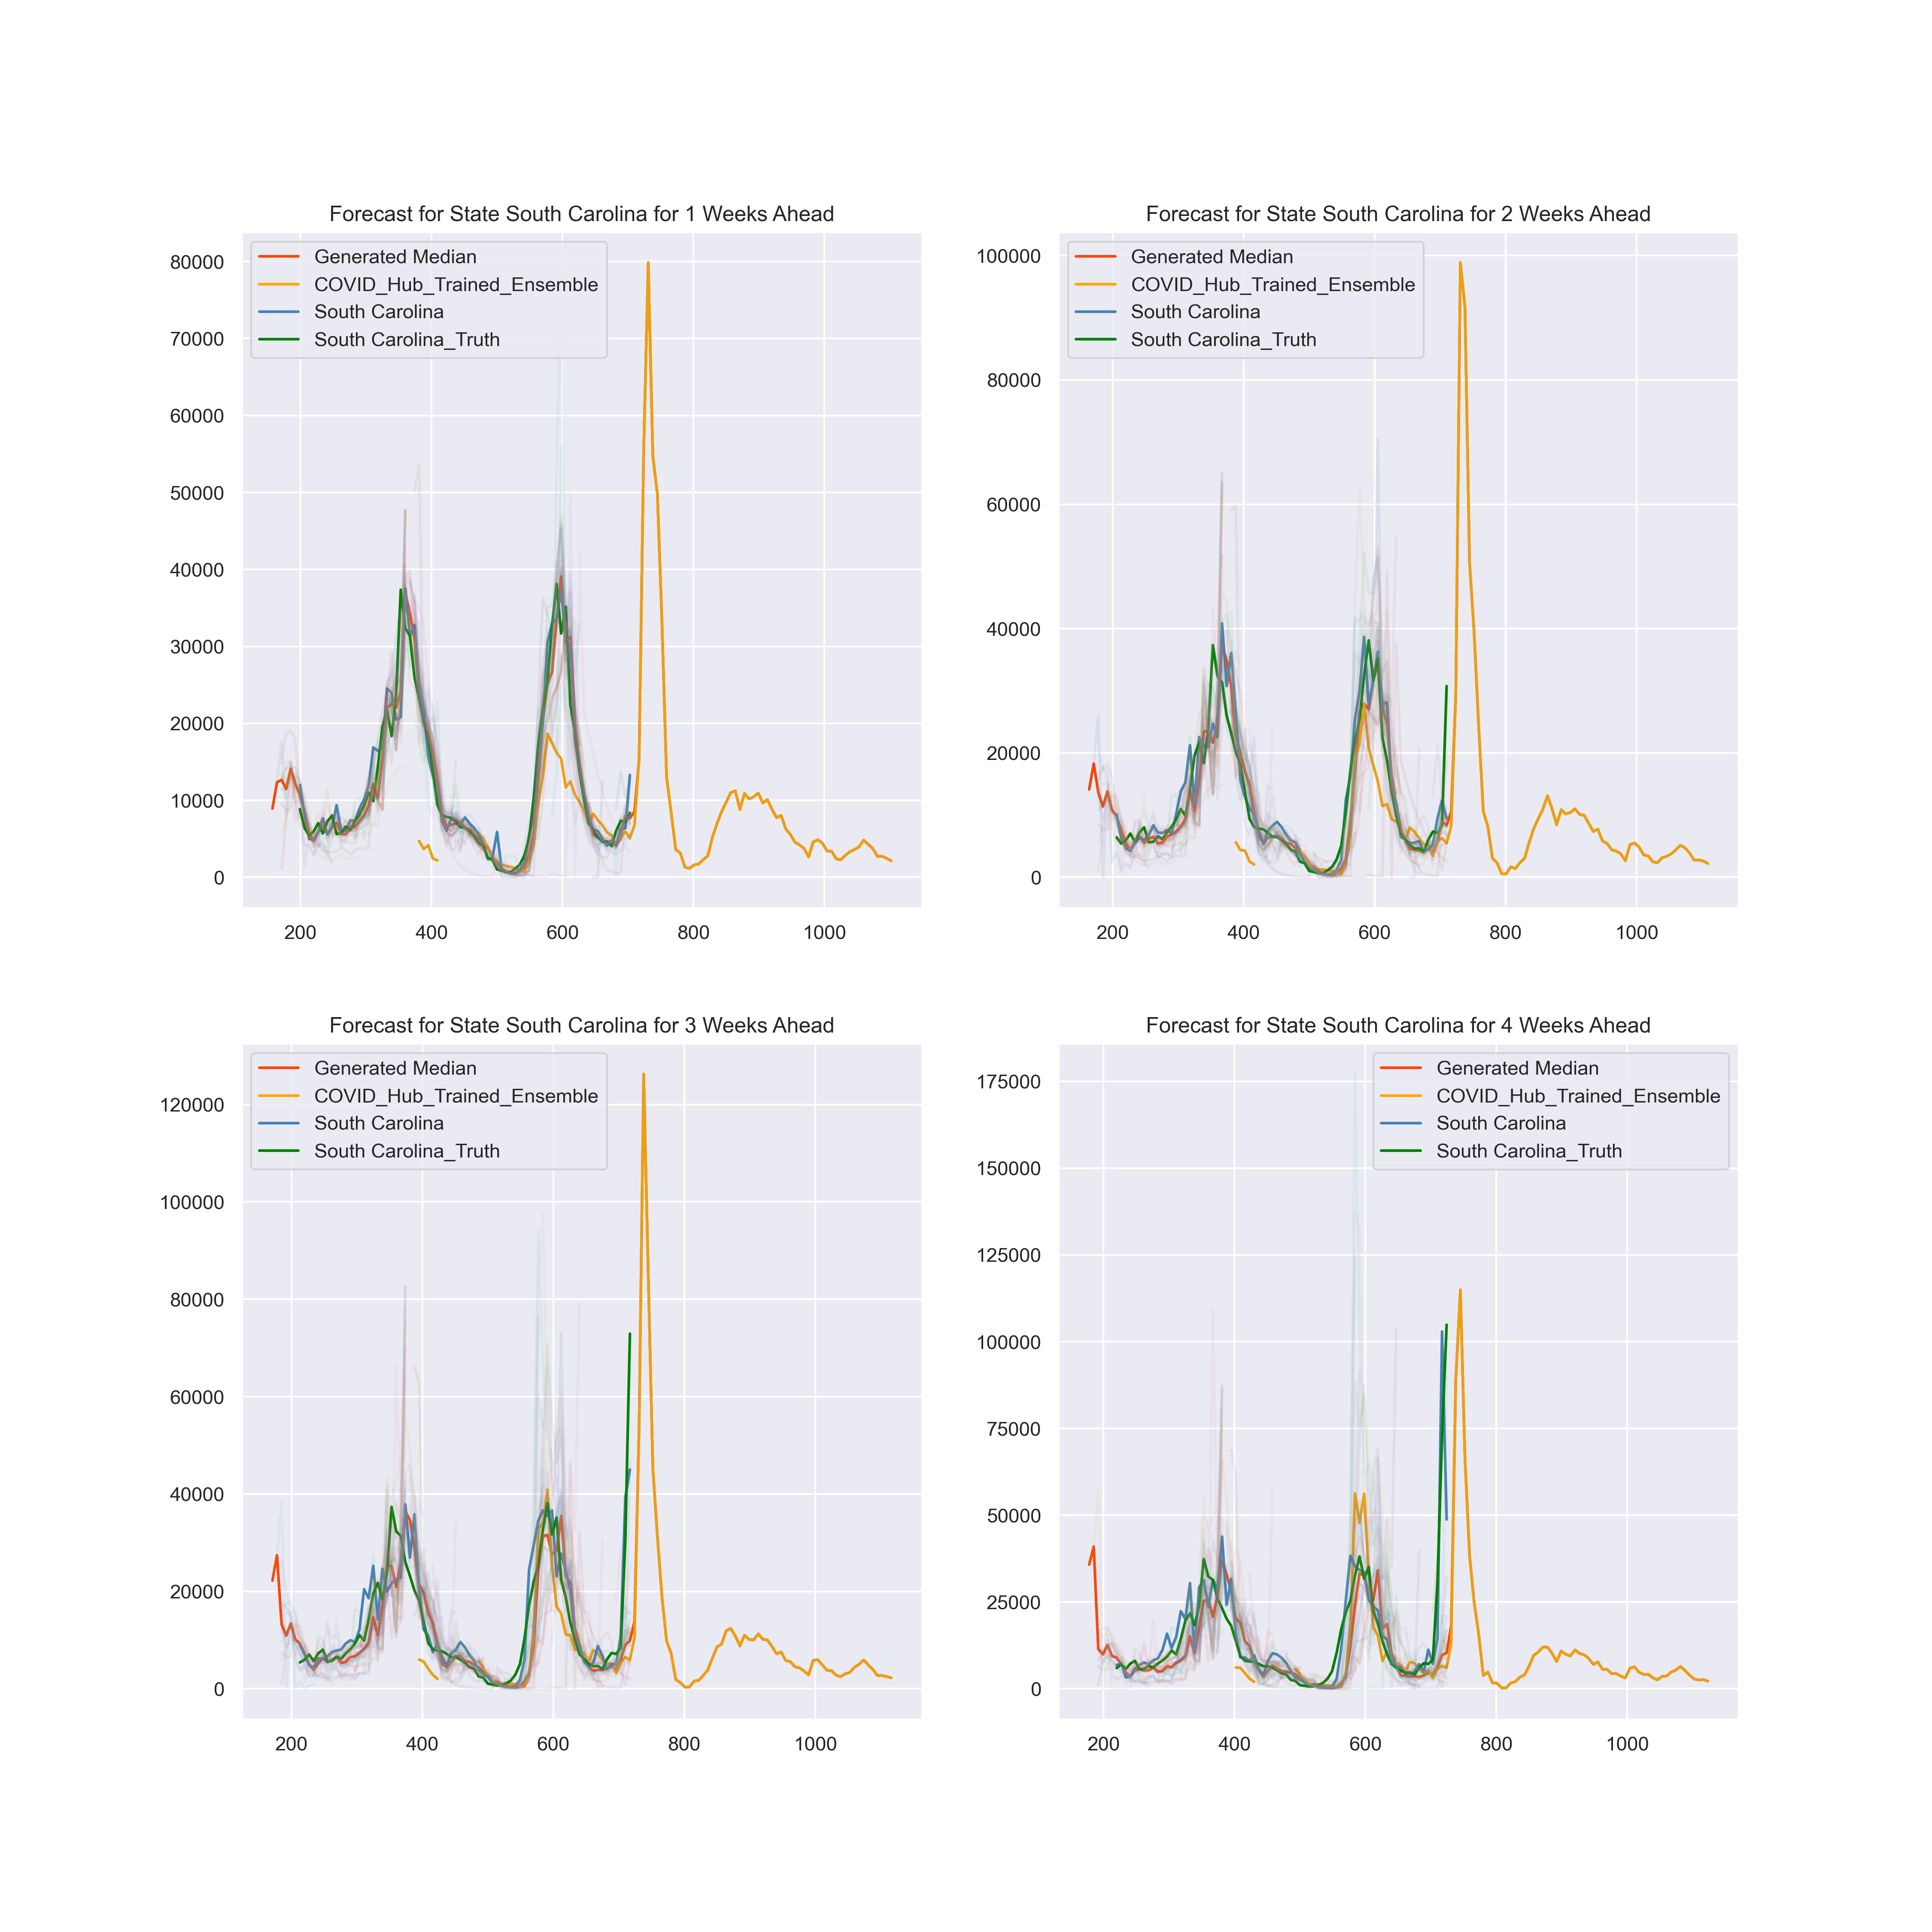 Forecast for State South Carolina for 1 Weeks Ahead
Generated Median
COVID_Hub_Trained_Ensemble
South Carolina
South Carolina_Truth
80000
70000
60000
50000
40000
30000
20000
10000
0
200 400 600 800 1000
Forecast for State South Carolina for 2 Weeks Ahead
Generated Median
COVID_Hub_Trained_Ensemble
South Carolina
South Carolina_Truth
100000
80000
60000
40000
20000
0
200 400 600 800 1000
Forecast for State South Carolina for 3 Weeks Ahead
Generated Median
COVID_Hub_Trained_Ensemble
South Carolina
South Carolina_Truth
120000
100000
80000
60000
40000
20000
0
200 400 600 800 1000
Forecast for State South Carolina for 4 Weeks Ahead
Generated Median
COVID_Hub_Trained_Ensemble
South Carolina
South Carolina_Truth
175000
150000
125000
100000
75000
50000
25000
0
200 400 600 800 1000